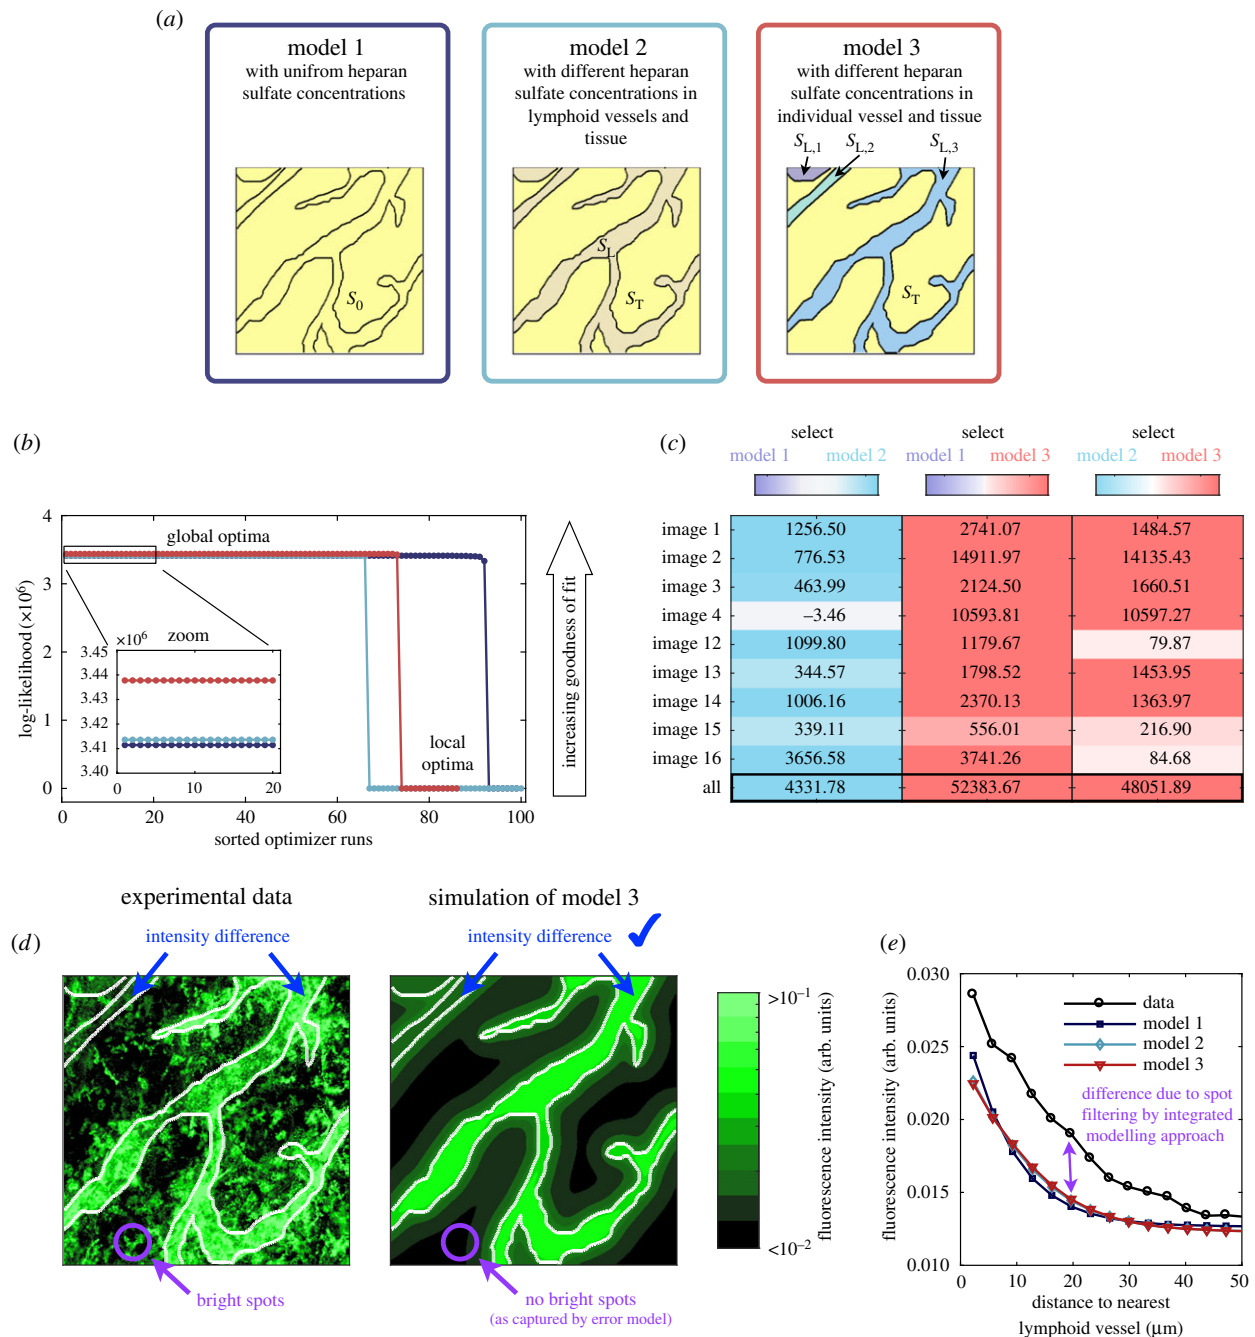 (a)
model 1
with unifrom heparan
sulfate concentrations
S0
model 2
with different heparan
sulfate concentrations in
lymphoid vessels and
tissue
SL
ST
model 3
with different heparan
sulfate concentrations in
individual vessel and tissue
SL,1 SL,2 SL,3
ST
(b)
log-likelihood (×10^6)
4
3
2
1
0
global optima
×10^6 zoom
3.45
3.44
3.43
3.42
3.41
3.40
0 10 20
local
optima
0 20 40 60 80 100
sorted optimizer runs
increasing goodness of fit
(c)
select select select
model 1 model 2 model 1 model 3 model 2 model 3
image 1 1256.50 2741.07 1484.57
image 2 776.53 14911.97 14135.43
image 3 463.99 2124.50 1660.51
image 4 –3.46 10593.81 10597.27
image 12 1099.80 1179.67 79.87
image 13 344.57 1798.52 1453.95
image 14 1006.16 2370.13 1363.97
image 15 339.11 556.01 216.90
image 16 3656.58 3741.26 84.68
all 4331.78 52383.67 48051.89
(d)
experimental data
intensity difference
bright spots
simulation of model 3
intensity difference
no bright spots
(as captured by error model)
>10^–1
<10^–2
fluorescence intensity (arb. units)
(e)
fluorescence intensity (arb. units)
0.030
0.025
0.020
0.015
0.010
data
model 1
model 2
model 3
difference due to spot
filtering by integrated
modelling approach
0 10 20 30 40 50
distance to nearest
lymphoid vessel (μm)